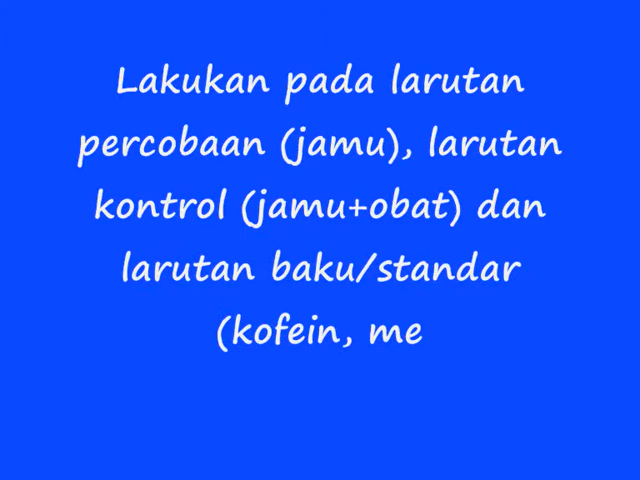 Lakukan pada larutan
percobaan (jamu), larutan
kontrol (jamu+obat) dan
larutan baku/standar
(kofein, me